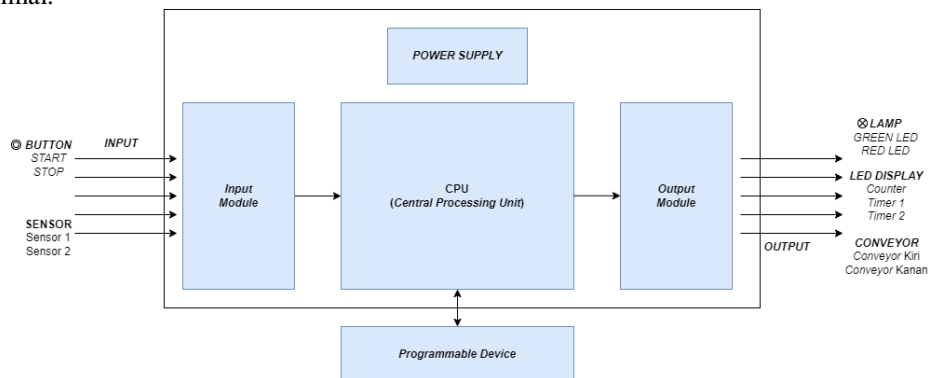 POWER SUPPLY
◎ BUTTON
START
STOP
INPUT
SENSOR
Sensor 1
Sensor 2
Input
Module
CPU
(Central Processing Unit)
Output
Module
⊗ LAMP
GREEN LED
RED LED
LED DISPLAY
Counter
Timer 1
Timer 2
OUTPUT
CONVEYOR
Conveyor Kiri
Conveyor Kanan
Programmable Device